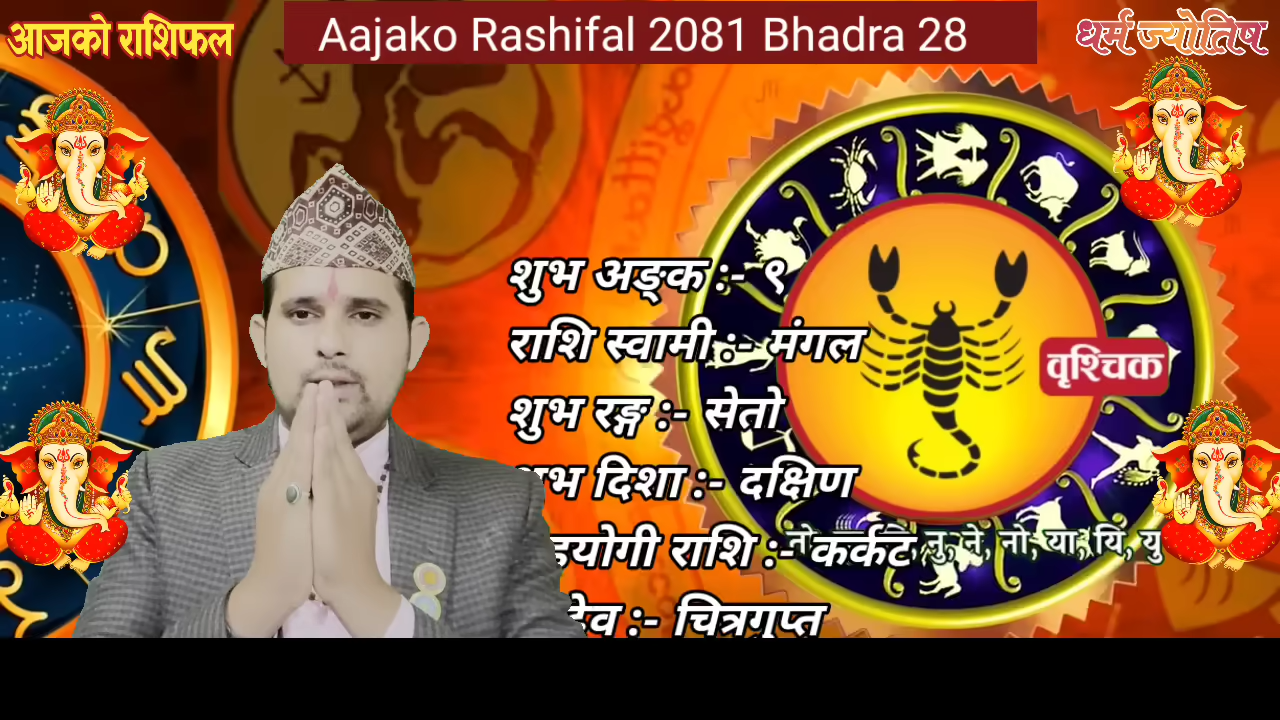 आजको राशिफल
Aajako Rashifal 2081 Bhadra 28
धर्म ज्योतिष
शुभ अङ्क :- ९
राशि स्वामी :- मंगल
वृश्चिक
शुभ रङ्ग :- सेतो
दिशा :- दक्षिण
राशि :- कर्कट
नु, ने, नो, या, यि, यु
:- चित्रगुप्त